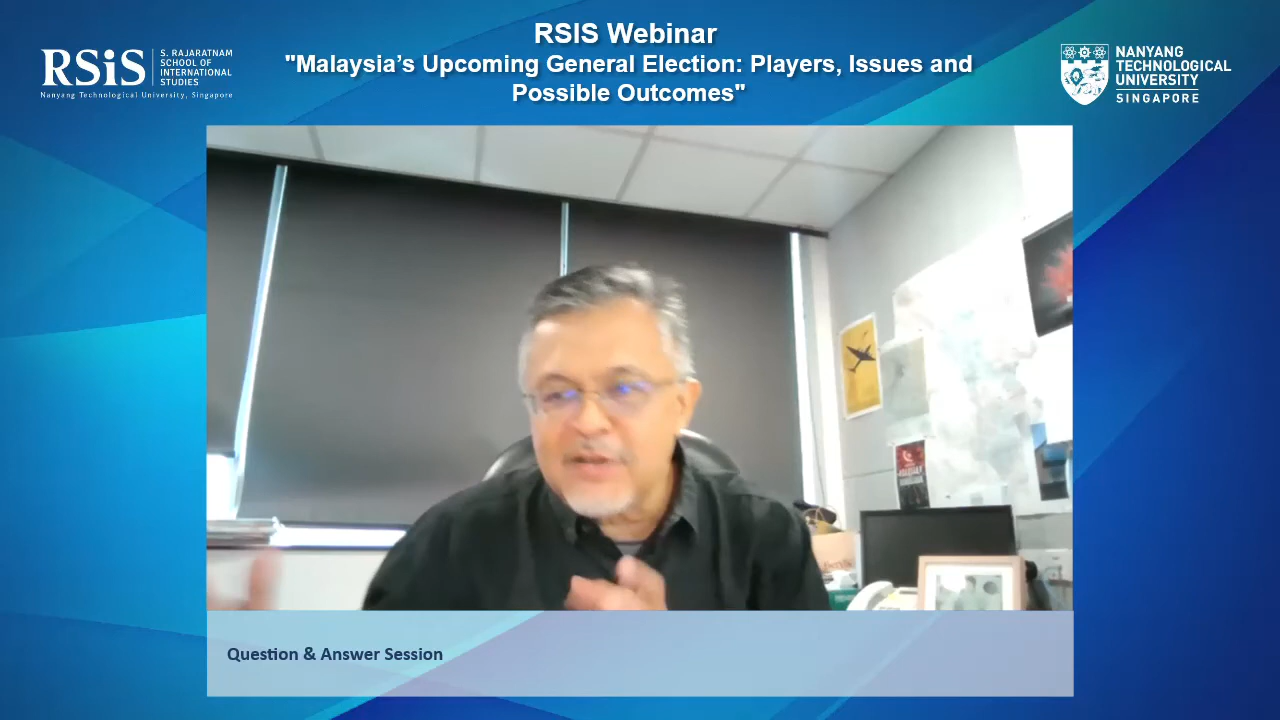 RSIS Webinar
"Malaysia’s Upcoming General Election: Players, Issues and
Possible Outcomes"
RSiS
S. RAJARATNAM
SCHOOL OF
INTERNATIONAL
STUDIES
Nanyang Technological University, Singapore
NANYANG
TECHNOLOGICAL
UNIVERSITY
SINGAPORE
Question & Answer Session